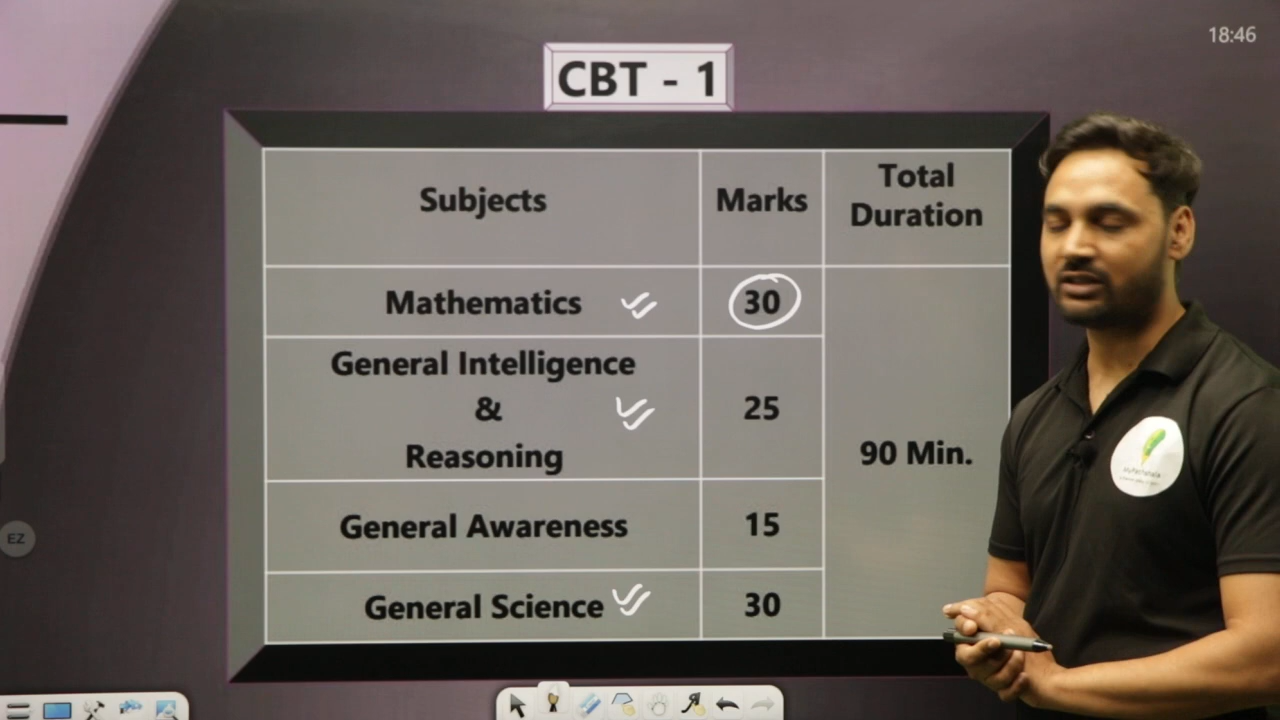 18:46
CBT - 1
Subjects
Marks
Total
Duration
Mathematics
30
General Intelligence
&
Reasoning
25
90 Min.
General Awareness
15
General Science
30
EZ